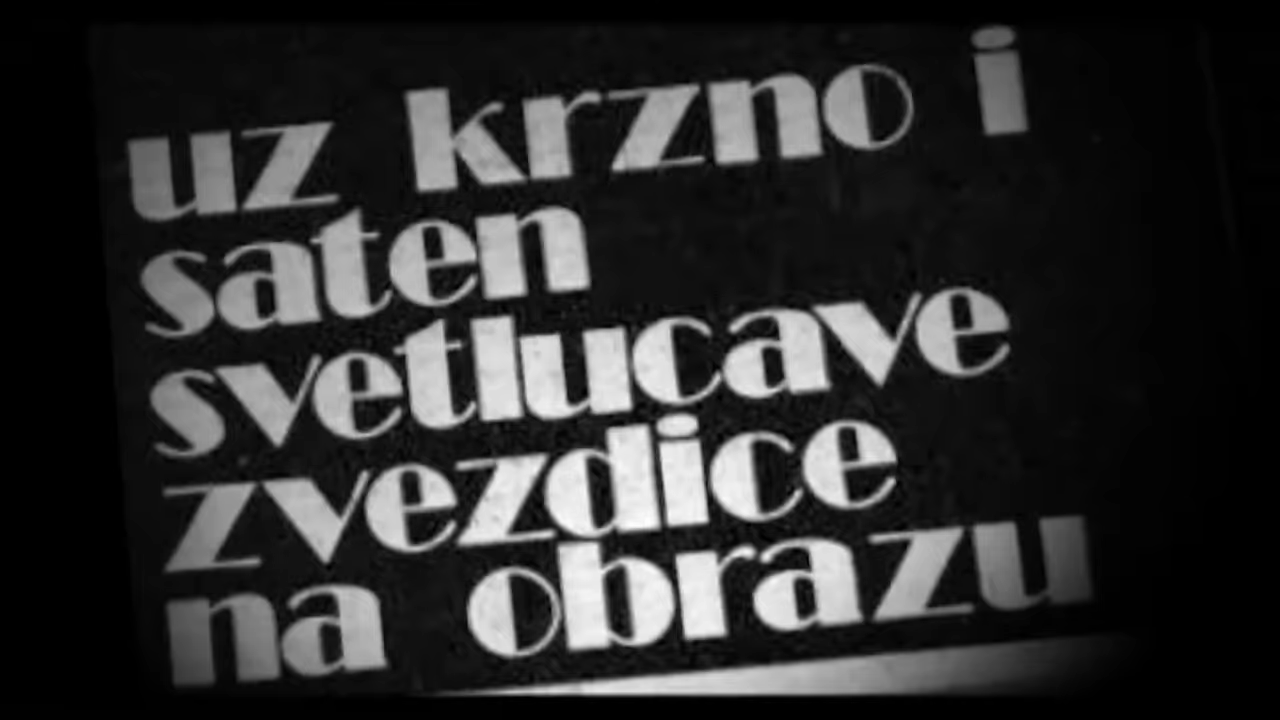 uz krzno i
saten
svetlucave
zvezdice
na obrazu